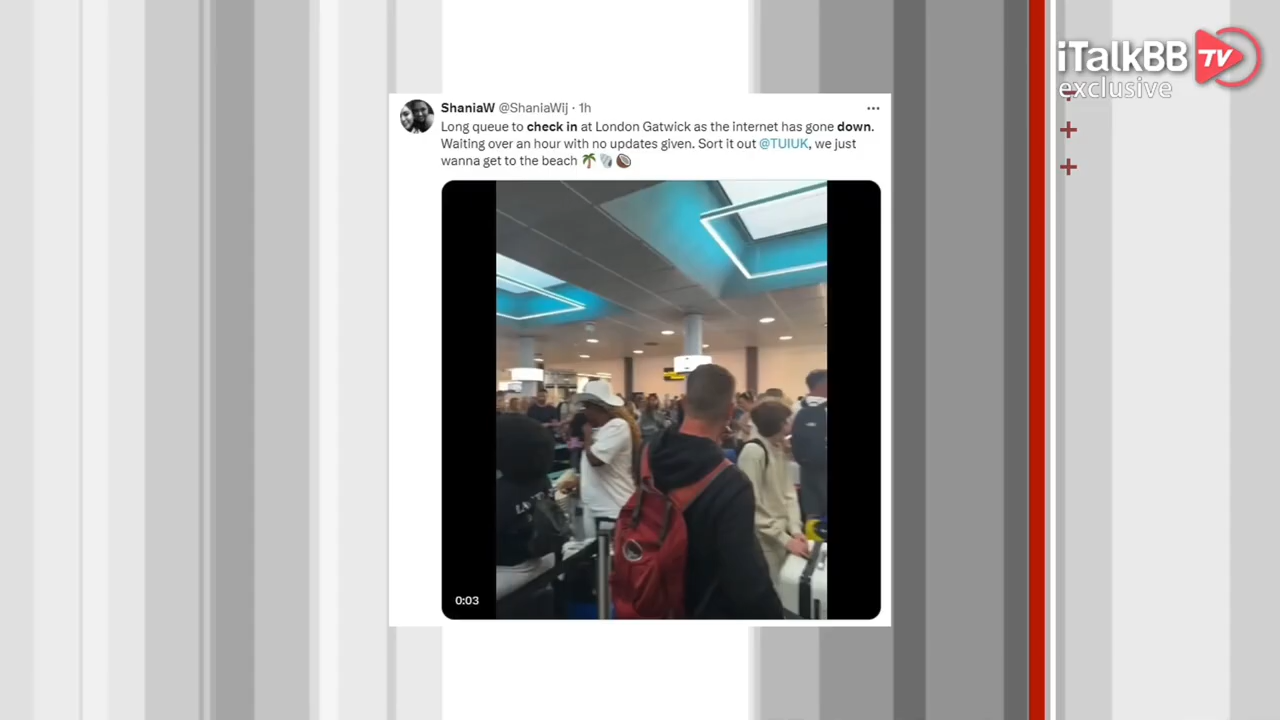 iTalkBB TV
exclusive
ShaniaW @ShaniaWij · 1h
Long queue to check in at London Gatwick as the internet has gone down.
Waiting over an hour with no updates given. Sort it out @TUIUK, we just
wanna get to the beach 🌴🐚🥥
0:03